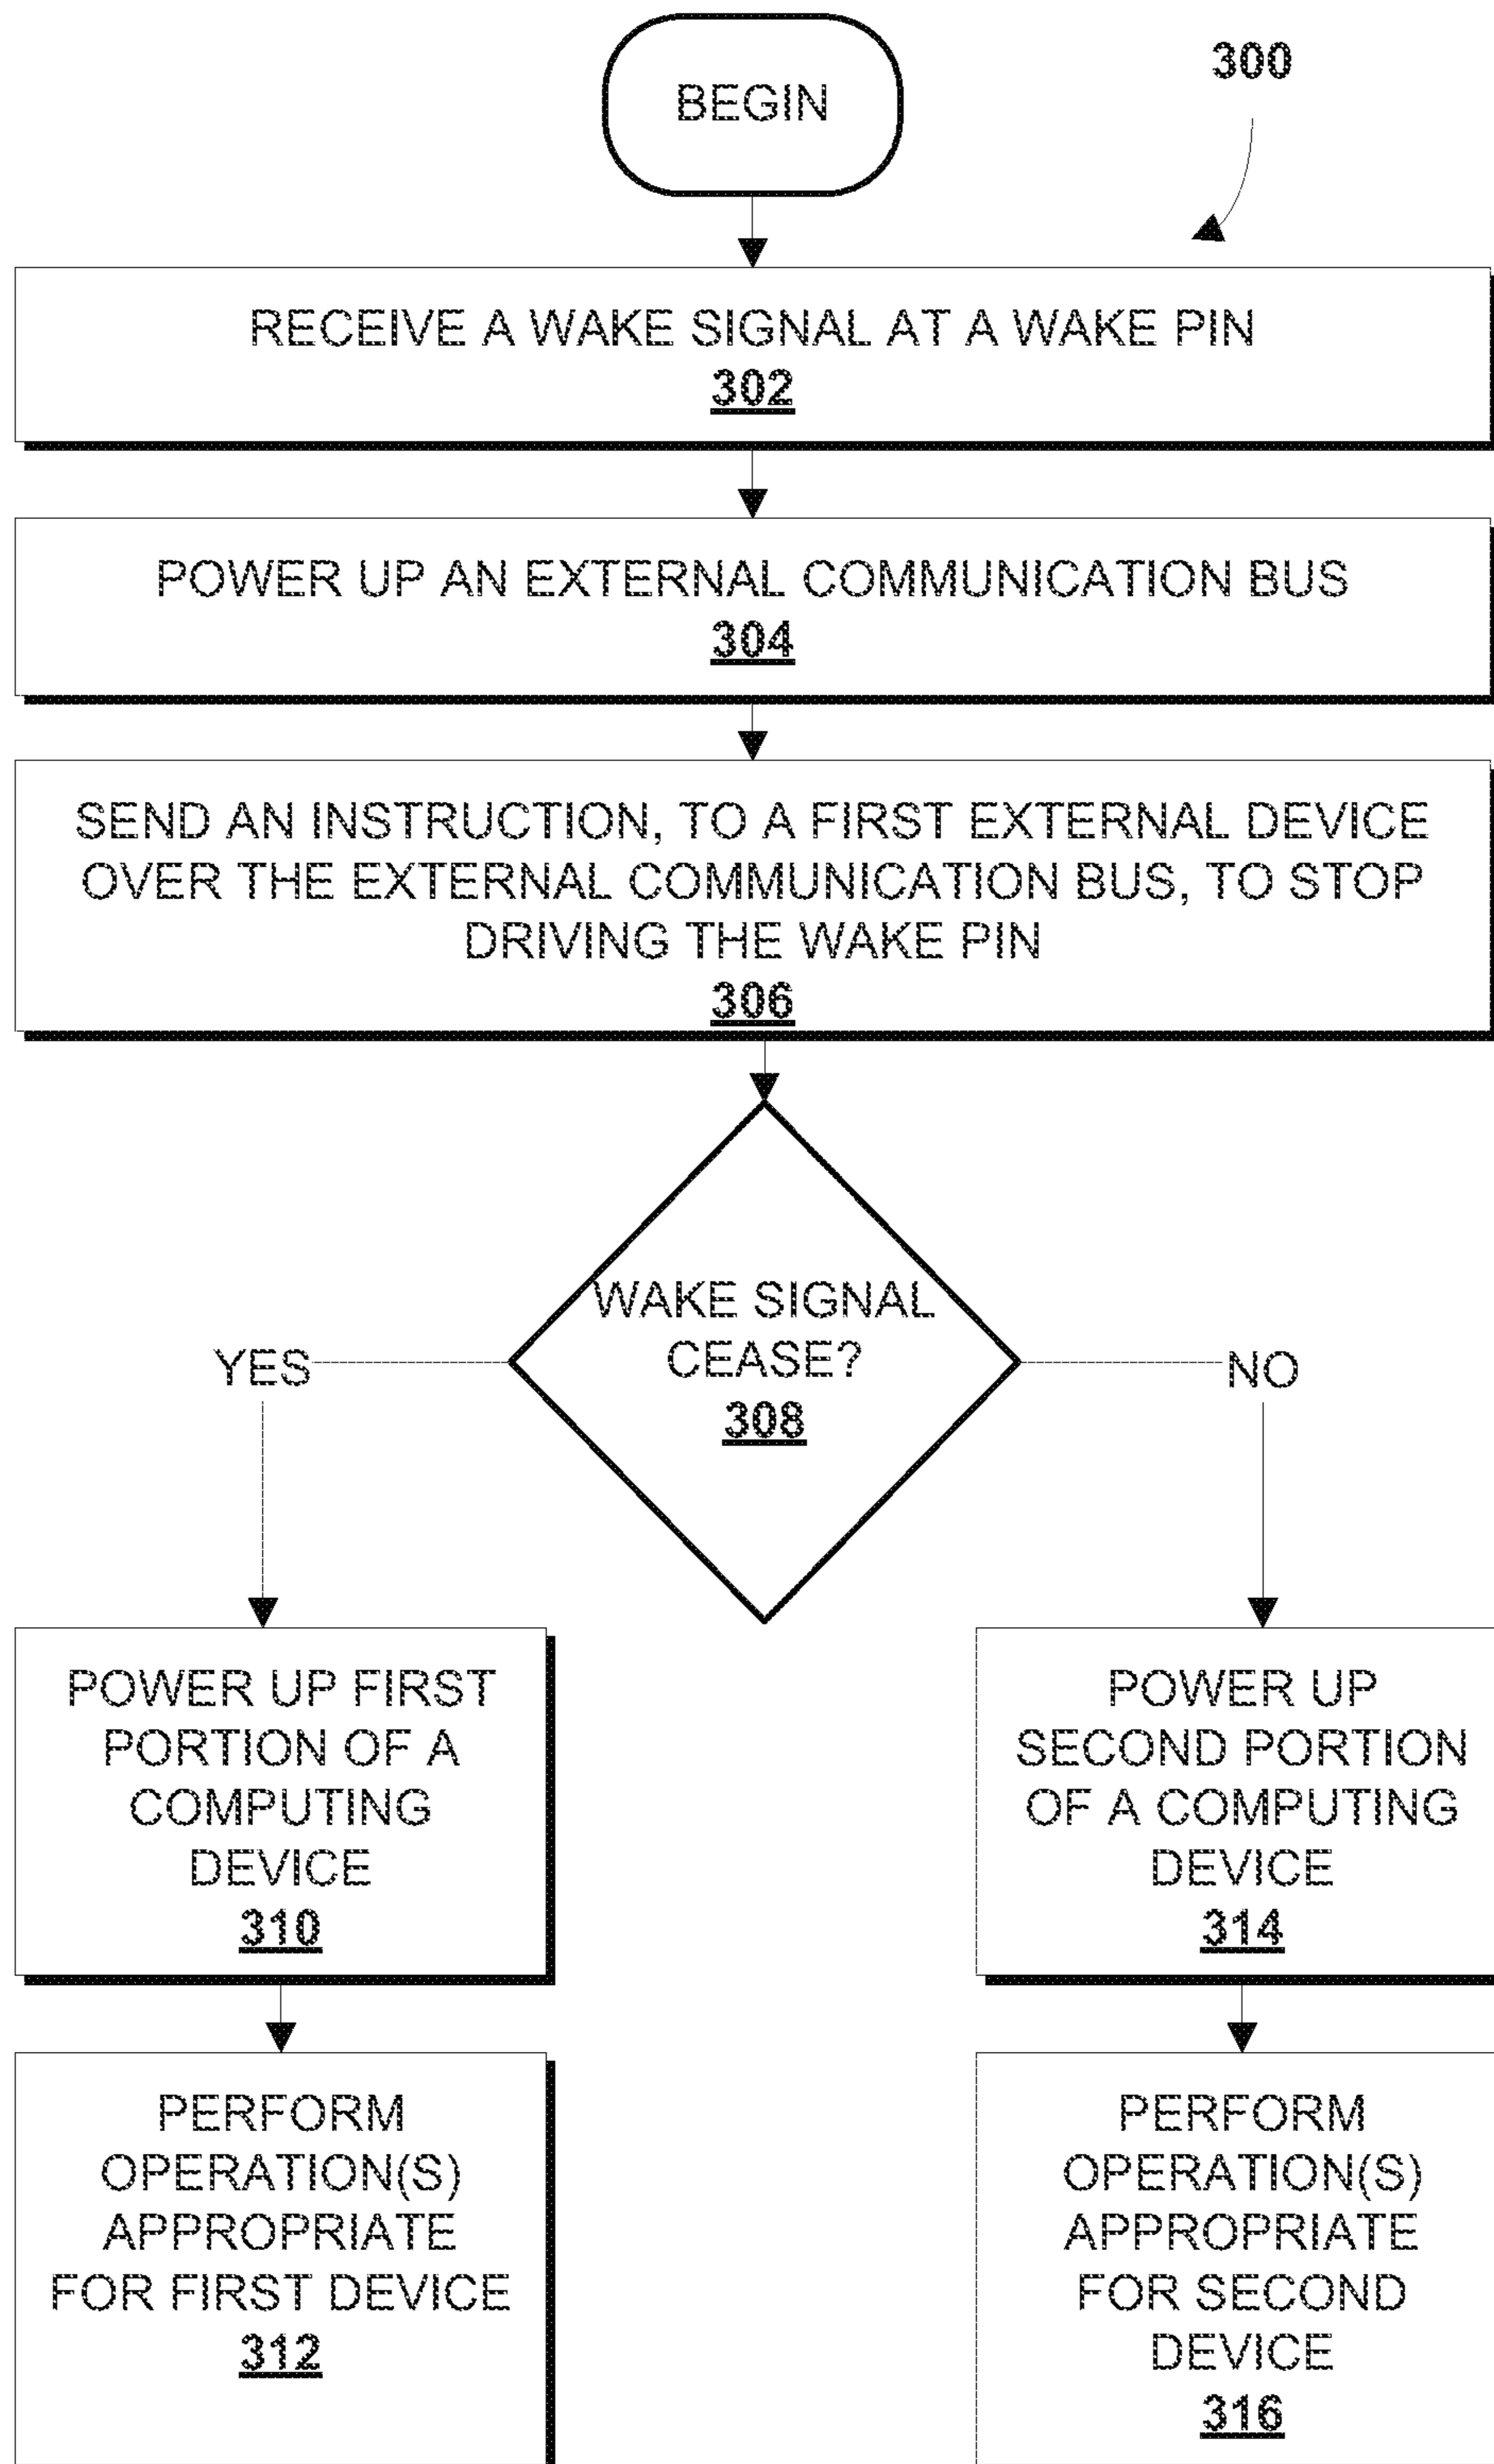 BEGIN
300
RECEIVE A WAKE SIGNAL AT A WAKE PIN
302
POWER UP AN EXTERNAL COMMUNICATION BUS
304
SEND AN INSTRUCTION, TO A FIRST EXTERNAL DEVICE
OVER THE EXTERNAL COMMUNICATION BUS, TO STOP
DRIVING THE WAKE PIN
306
WAKE SIGNAL
CEASE?
308
YES
NO
POWER UP FIRST
PORTION OF A
COMPUTING
DEVICE
310
POWER UP
SECOND PORTION
OF A COMPUTING
DEVICE
314
PERFORM
OPERATION(S)
APPROPRIATE
FOR FIRST DEVICE
312
PERFORM
OPERATION(S)
APPROPRIATE
FOR SECOND
DEVICE
316